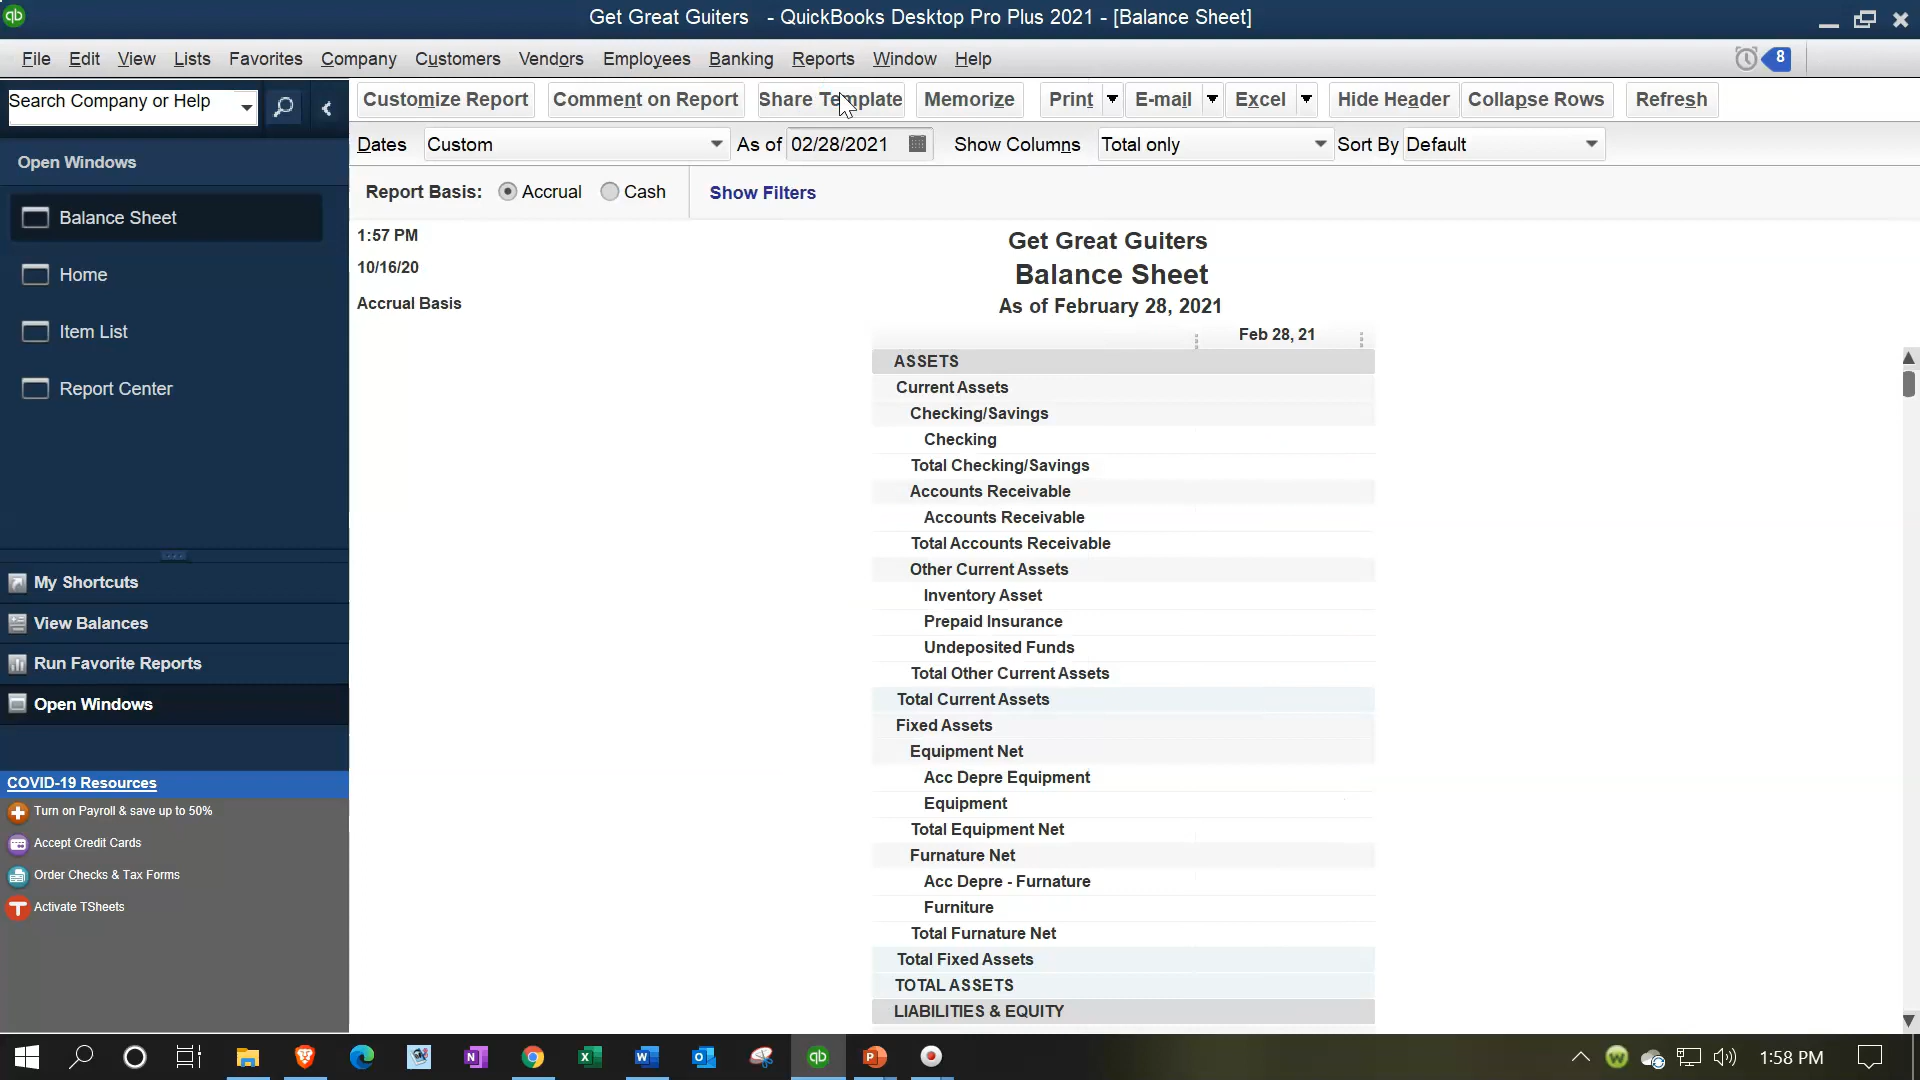 Get Great Guiters - QuickBooks Desktop Pro Plus 2021 - [Balance Sheet]
File Edit View Lists Favorites Company Customers Vendors Employees Banking Reports Window Help
8
Search Company or Help
Customize Report Comment on Report Share Template Memorize Print E-mail Excel Hide Header Collapse Rows Refresh
Dates Custom As of 02/28/2021 Show Columns Total only Sort By Default
Report Basis: Accrual Cash Show Filters
Open Windows
Balance Sheet
Home
Item List
Report Center
My Shortcuts
View Balances
Run Favorite Reports
Open Windows
COVID-19 Resources
Turn on Payroll & save up to 50%
Accept Credit Cards
Order Checks & Tax Forms
Activate TSheets
1:57 PM
10/16/20
Accrual Basis
Get Great Guiters
Balance Sheet
As of February 28, 2021
Feb 28, 21
ASSETS
Current Assets
Checking/Savings
Checking
Total Checking/Savings
Accounts Receivable
Accounts Receivable
Total Accounts Receivable
Other Current Assets
Inventory Asset
Prepaid Insurance
Undeposited Funds
Total Other Current Assets
Total Current Assets
Fixed Assets
Equipment Net
Acc Depre Equipment
Equipment
Total Equipment Net
Furnature Net
Acc Depre - Furnature
Furniture
Total Furnature Net
Total Fixed Assets
TOTAL ASSETS
LIABILITIES & EQUITY
1:58 PM